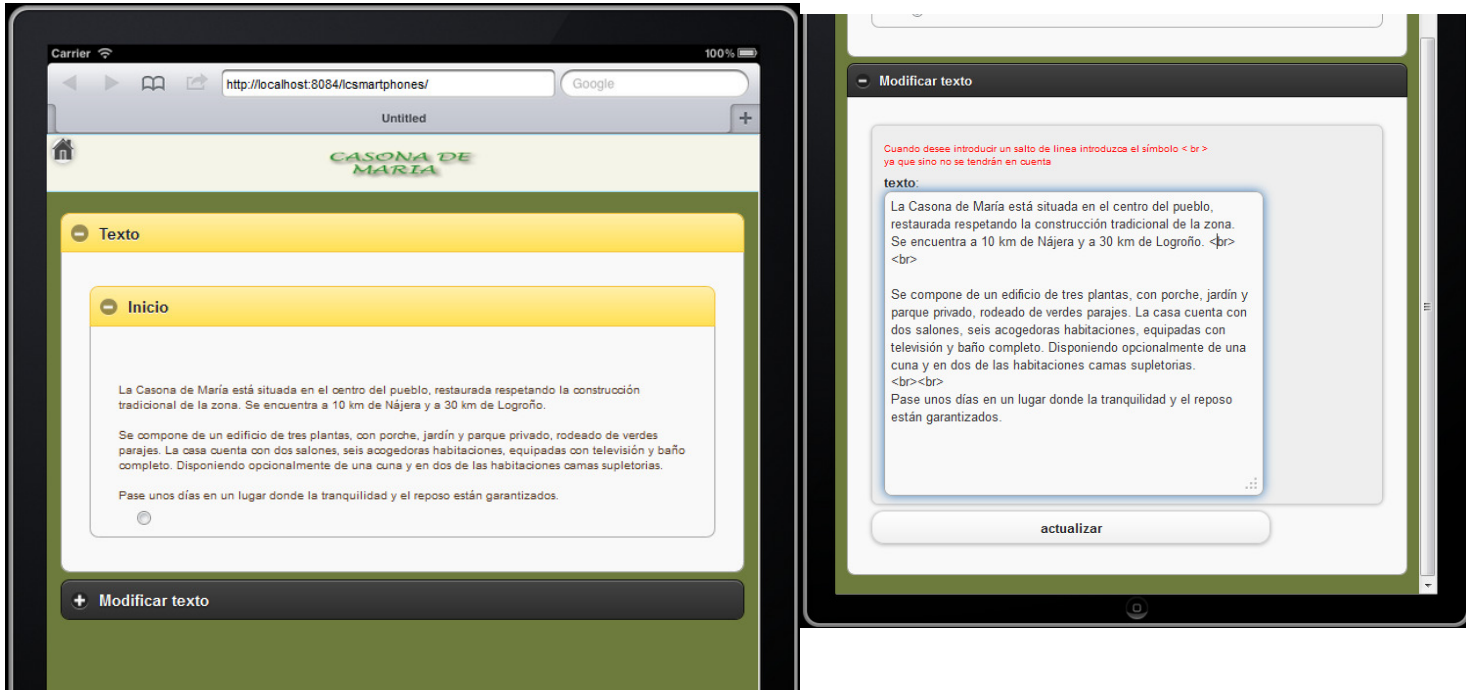 Carrier
100%
http://localhost:8084/lcsmartphones/
Google
Untitled
CASONA DE
MARIA
Texto
Inicio
La Casona de María está situada en el centro del pueblo, restaurada respetando la construcción
tradicional de la zona. Se encuentra a 10 km de Nájera y a 30 km de Logroño.
Se compone de un edificio de tres plantas, con porche, jardín y parque privado, rodeado de verdes
parajes. La casa cuenta con dos salones, seis acogedoras habitaciones, equipadas con televisión y baño
completo. Disponiendo opcionalmente de una cuna y en dos de las habitaciones camas supletorias.
Pase unos días en un lugar donde la tranquilidad y el reposo están garantizados.
Modificar texto
Modificar texto
Cuando desee introducir un salto de linea introduzca el símbolo < br >
ya que sino no se tendrán en cuenta
texto:
La Casona de María está situada en el centro del pueblo,
restaurada respetando la construcción tradicional de la zona.
Se encuentra a 10 km de Nájera y a 30 km de Logroño. <br>
<br>
Se compone de un edificio de tres plantas, con porche, jardín y
parque privado, rodeado de verdes parajes. La casa cuenta con
dos salones, seis acogedoras habitaciones, equipadas con
televisión y baño completo. Disponiendo opcionalmente de una
cuna y en dos de las habitaciones camas supletorias.
<br><br>
Pase unos días en un lugar donde la tranquilidad y el reposo
están garantizados.
actualizar